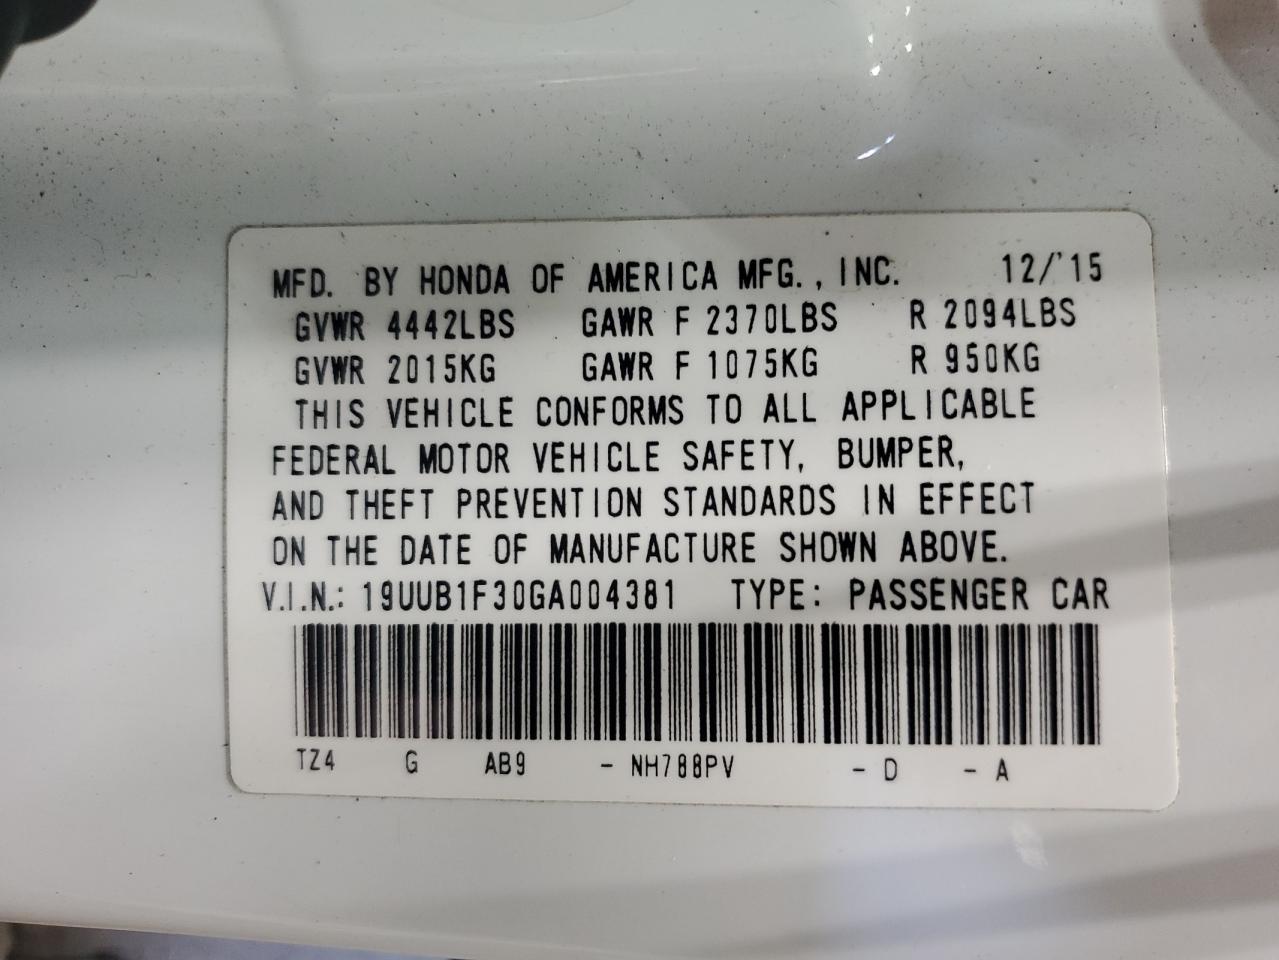 MFD. BY HONDA OF AMERICA MFG., INC. 12/'15
GVWR 4442LBS GAWR F 2370LBS R 2094LBS
GVWR 2015KG GAWR F 1075KG R 950KG
THIS VEHICLE CONFORMS TO ALL APPLICABLE
FEDERAL MOTOR VEHICLE SAFETY, BUMPER,
AND THEFT PREVENTION STANDARDS IN EFFECT
ON THE DATE OF MANUFACTURE SHOWN ABOVE.
V.I.N.: 19UUB1F30GA004381 TYPE: PASSENGER CAR
TZ4 G AB9 - NH788PV - D - A